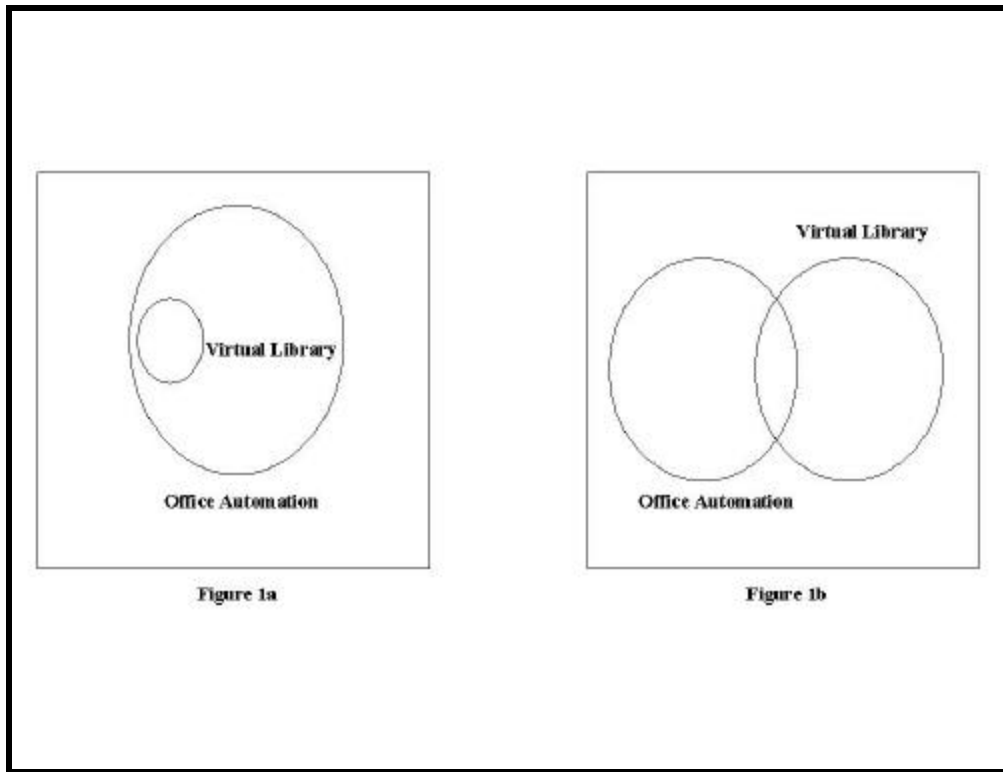 Virtual Library
Office Automation
Figure 1a
Virtual Library
Office Automation
Figure 1b